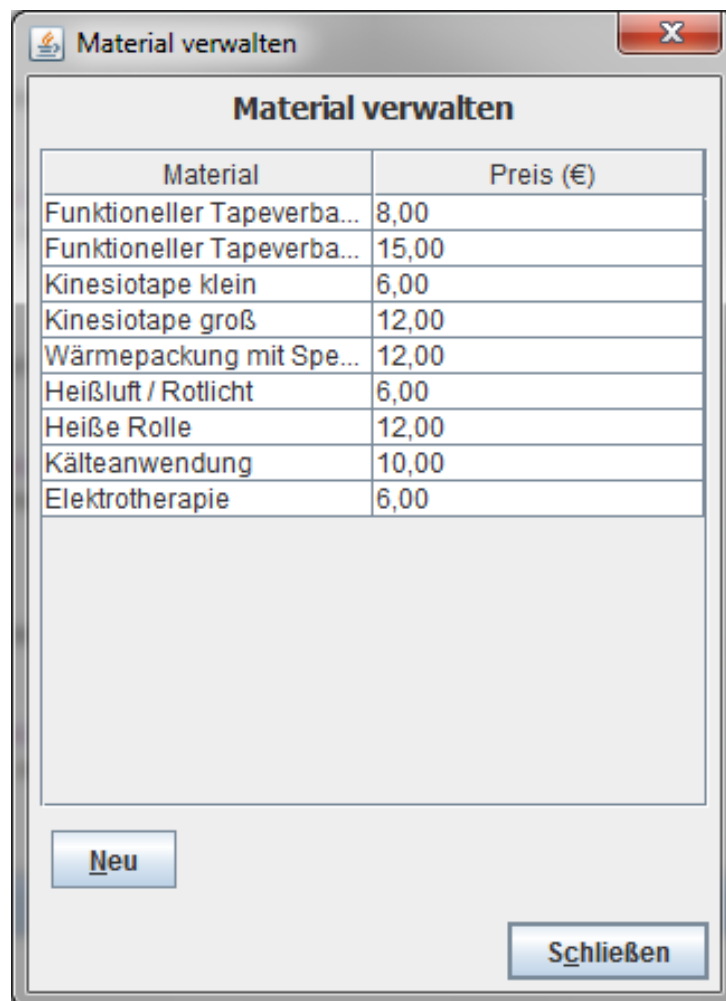 Material verwalten
Material verwalten
Material Preis (€)
Funktioneller Tapeverba... 8,00
Funktioneller Tapeverba... 15,00
Kinesiotape klein 6,00
Kinesiotape groß 12,00
Wärmepackung mit Spe... 12,00
Heißluft / Rotlicht 6,00
Heiße Rolle 12,00
Kälteanwendung 10,00
Elektrotherapie 6,00
Neu
Schließen